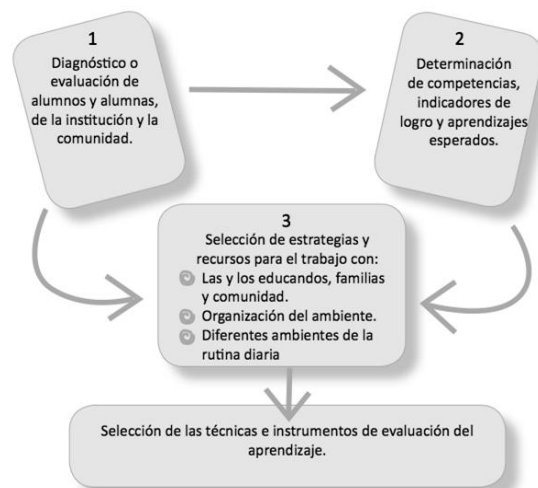 1
Diagnóstico o
evaluación de
alumnos y alumnas,
de la institución y la
comunidad.
2
Determinación
de competencias,
indicadores de
logro y aprendizajes
esperados.
3
Selección de estrategias y
recursos para el trabajo con:
Las y los educandos, familias
y comunidad.
Organización del ambiente.
Diferentes ambientes de la
rutina diaria
Selección de las técnicas e instrumentos de evaluación del
aprendizaje.